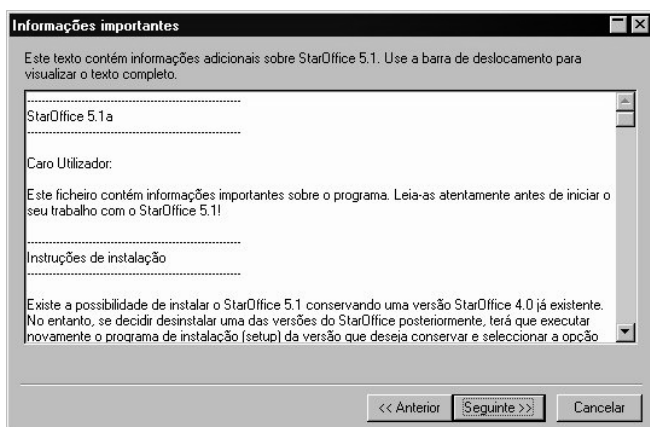 Informações importantes
Este texto contém informações adicionais sobre StarOffice 5.1. Use a barra de deslocamento para
visualizar o texto completo.
------------------------------------------------------
StarOffice 5.1a
------------------------------------------------------
Caro Utilizador:
Este ficheiro contém informações importantes sobre o programa. Leia-as atentamente antes de iniciar o
seu trabalho com o StarOffice 5.1!
------------------------------------------------------
Instruções de instalação
------------------------------------------------------
Existe a possibilidade de instalar o StarOffice 5.1 conservando uma versão StarOffice 4.0 já existente.
No entanto, se decidir desinstalar uma das versões do StarOffice posteriormente, terá que executar
novamente o programa de instalação (setup) da versão que deseja conservar e seleccionar a opção
<< Anterior
Seguinte >>
Cancelar